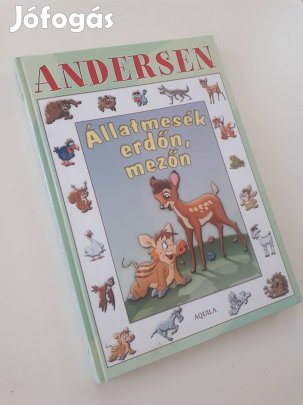 Jófogás
ANDERSEN
Állatmesék
erdőn,
mezőn
AQUILA